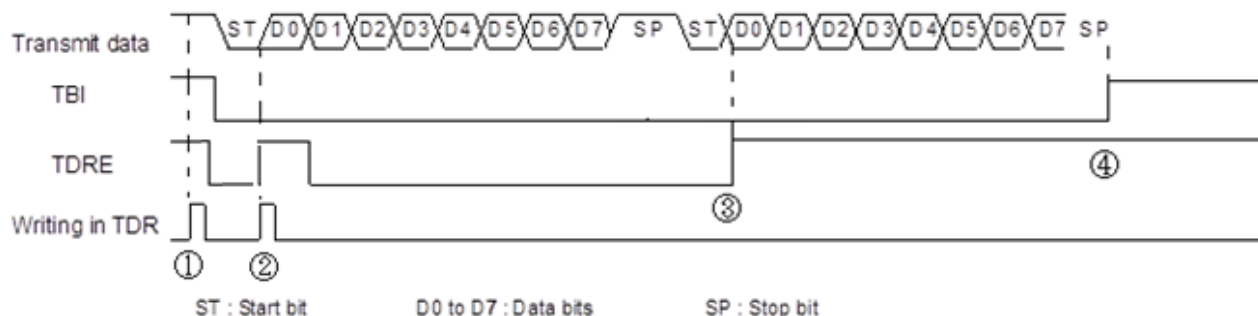 Transmit data ST D0 D1 D2 D3 D4 D5 D6 D7 SP ST D0 D1 D2 D3 D4 D5 D6 D7 SP
TBI
TDRE
④
③
Writing in TDR
① ②
ST : Start bit D0 to D7 : Data bits SP : Stop bit